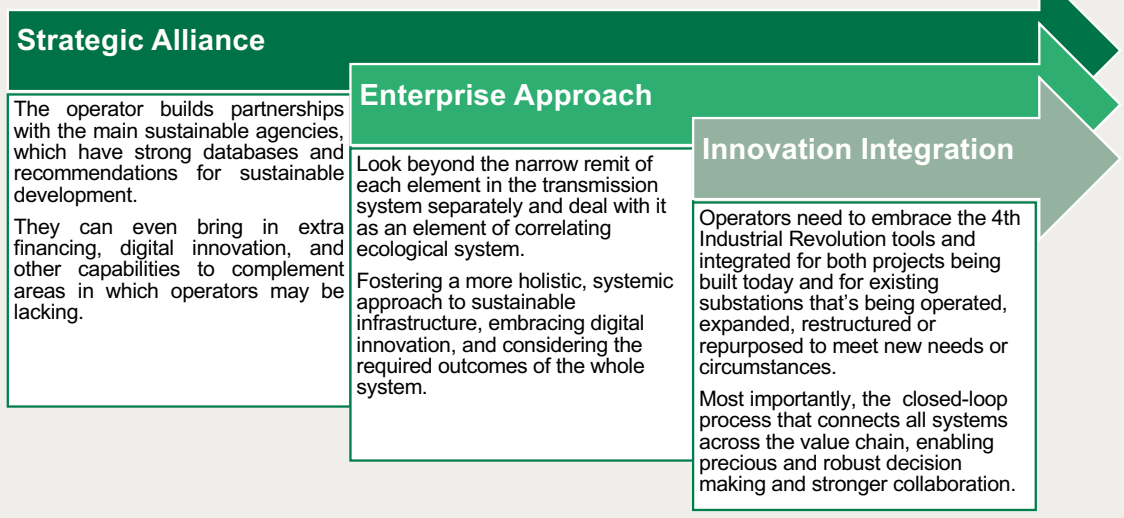 Strategic Alliance
The operator builds partnerships
with the main sustainable agencies,
which have strong databases and
recommendations for sustainable
development.
They can even bring in extra
financing, digital innovation, and
other capabilities to complement
areas in which operators may be
lacking.
Enterprise Approach
Look beyond the narrow remit of
each element in the transmission
system separately and deal with it
as an element of correlating
ecological system.
Fostering a more holistic, systemic
approach to sustainable
infrastructure, embracing digital
innovation, and considering the
required outcomes of the whole
system.
Innovation Integration
Operators need to embrace the 4th
Industrial Revolution tools and
integrated for both projects being
built today and for existing
substations that’s being operated,
expanded, restructured or
repurposed to meet new needs or
circumstances.
Most importantly, the closed-loop
process that connects all systems
across the value chain, enabling
precious and robust decision
making and stronger collaboration.